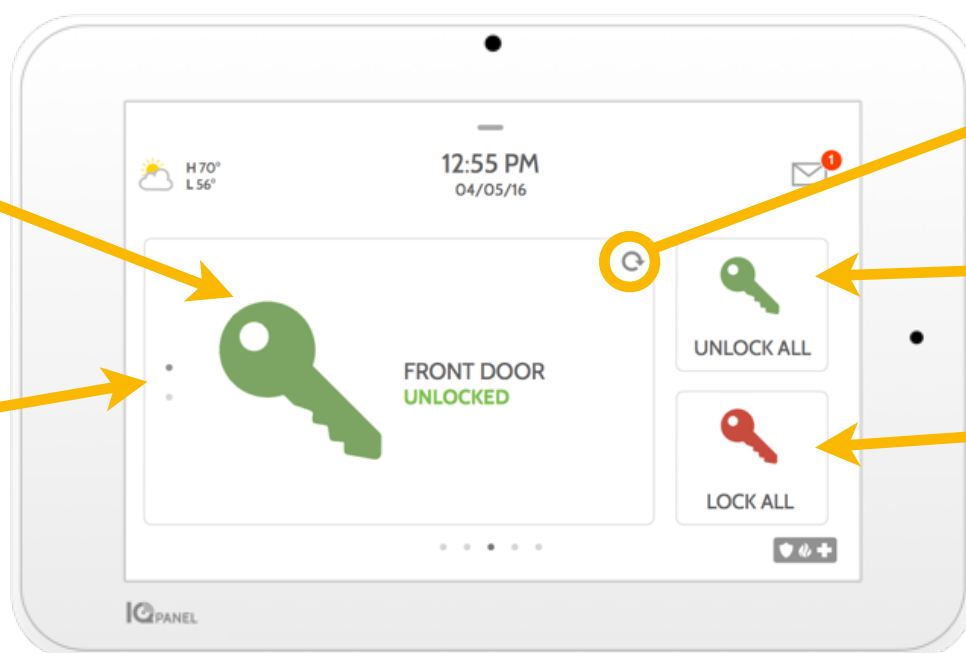 12:55 PM
04/05/16
H 70°
L 56°
1
FRONT DOOR
UNLOCKED
UNLOCK ALL
LOCK ALL
IQ PANEL